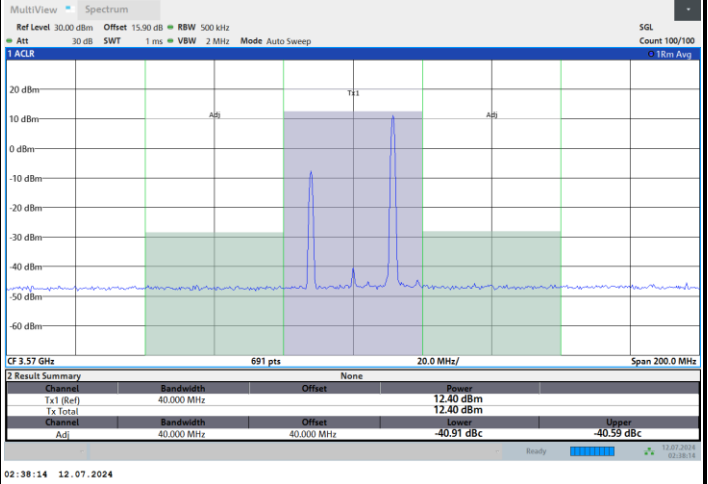 MultiView Spectrum
Ref Level 30.00 dBm Offset 15.90 dB RBW 500 kHz SGL
Att 30 dB SWT 1 ms VBW 2 MHz Mode Auto Sweep Count 100/100
1 ACLR 1Rm Avg
20 dBm
Tx1
10 dBm Adj Adj
0 dBm
-10 dBm
-20 dBm
-30 dBm
-40 dBm
-50 dBm
-60 dBm
CF 3.57 GHz 691 pts 20.0 MHz/ Span 200.0 MHz
2 Result Summary None
Channel Bandwidth Offset Power
Tx1 (Ref) 40.000 MHz 12.40 dBm
Tx Total 12.40 dBm
Channel Bandwidth Offset Lower Upper
Adj 40.000 MHz 40.000 MHz -40.91 dBc -40.59 dBc
Ready 12.07.2024
02:38:14
02:38:14 12.07.2024